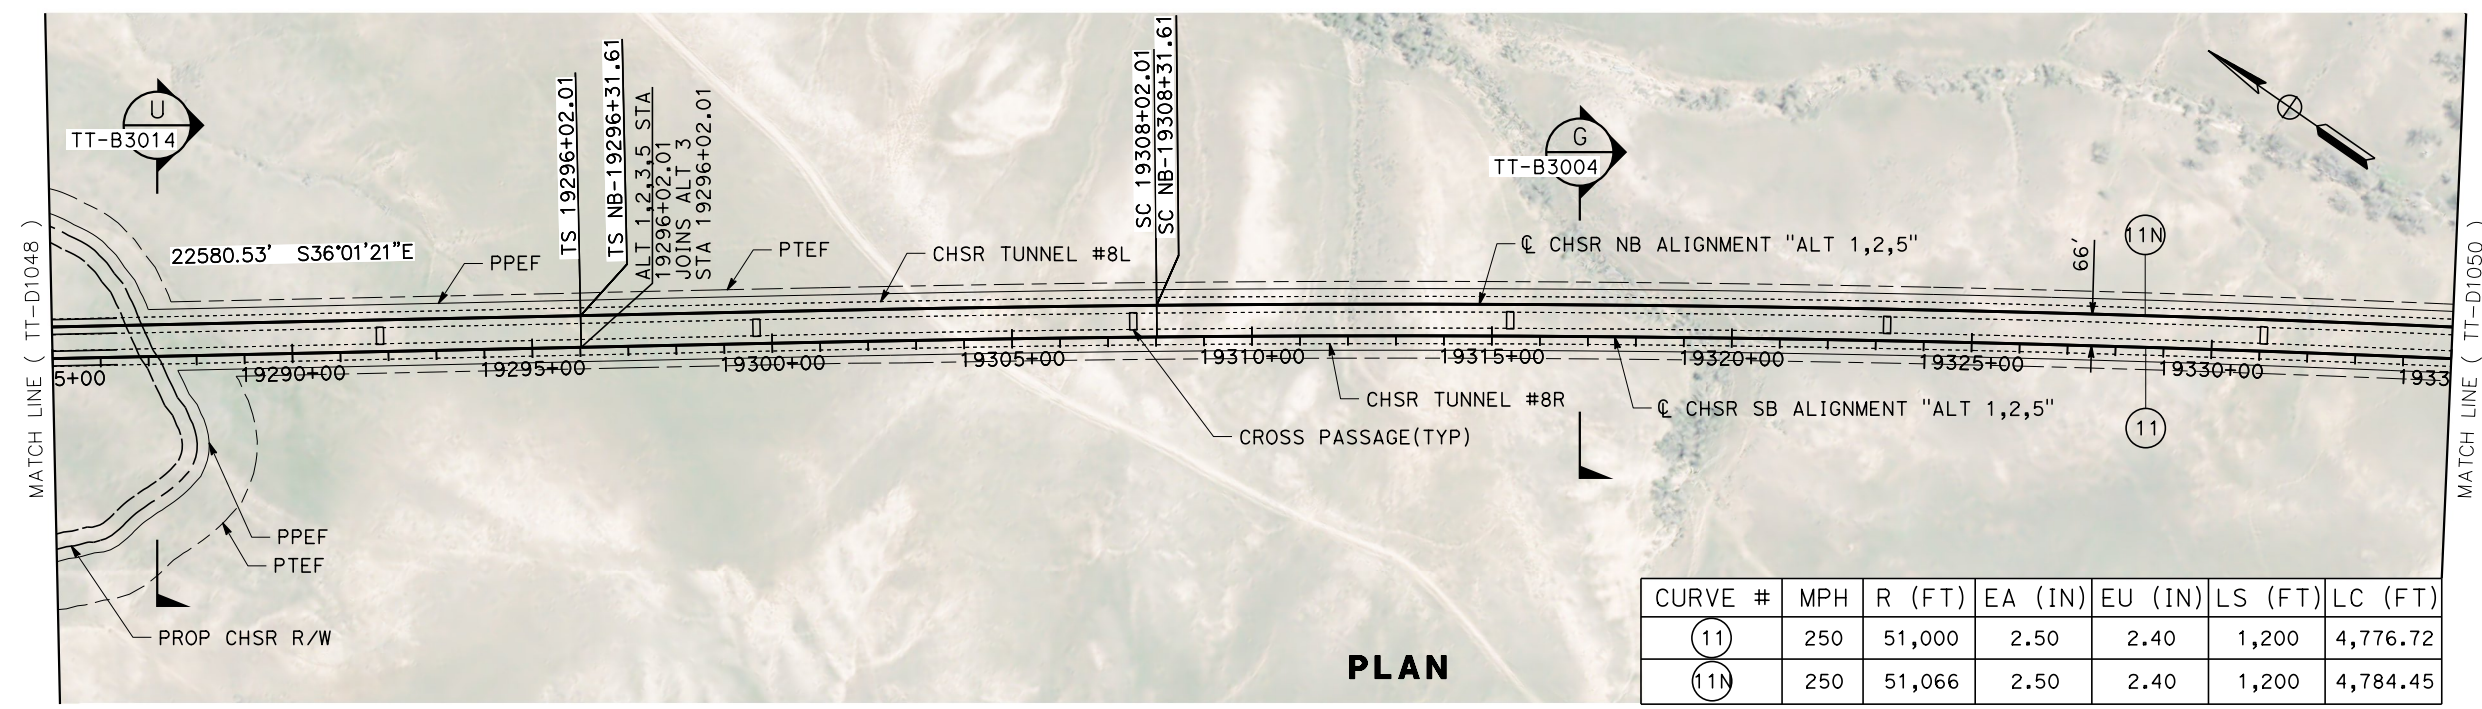 MATCH LINE ( TT-D1048 )
U
TT-B3014
22580.53' S36°01'21"E
PPEF
TS 19296+02.01
TS NB-19296+31.61
ALT 1,2,3,5 STA
19296+02.01
JOINS ALT 3
STA 19296+02.01
PTEF
CHSR TUNNEL #8L
SC 19308+02.01
SC NB-19308+31.61
G
TT-B3004
℄ CHSR NB ALIGNMENT "ALT 1,2,5"
66'
11N
MATCH LINE ( TT-D1050 )
5+00
19290+00
19295+00
19300+00
19305+00
19310+00
19315+00
19320+00
19325+00
19330+00
1933
CHSR TUNNEL #8R
℄ CHSR SB ALIGNMENT "ALT 1,2,5"
11
CROSS PASSAGE(TYP)
PPEF
PTEF
PROP CHSR R/W
PLAN
CURVE # MPH R (FT) EA (IN) EU (IN) LS (FT) LC (FT)
11 250 51,000 2.50 2.40 1,200 4,776.72
11N 250 51,066 2.50 2.40 1,200 4,784.45